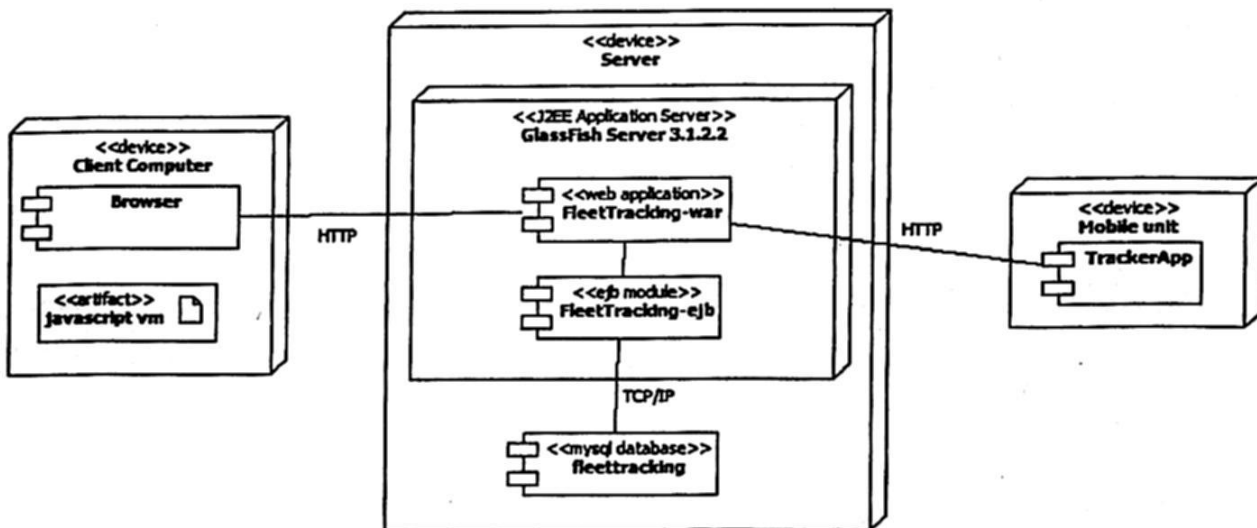 <<device>>
Server
<<J2EE Application Server>>
GlassFish Server 3.1.2.2
<<device>>
Client Computer
Browser
<<artifact>>
javascript vm
HTTP
<<web application>>
FleetTracking-war
<<ejb module>>
FleetTracking-ejb
TCP/IP
<<mysql database>>
fleettracking
HTTP
<<device>>
Mobile unit
TrackerApp